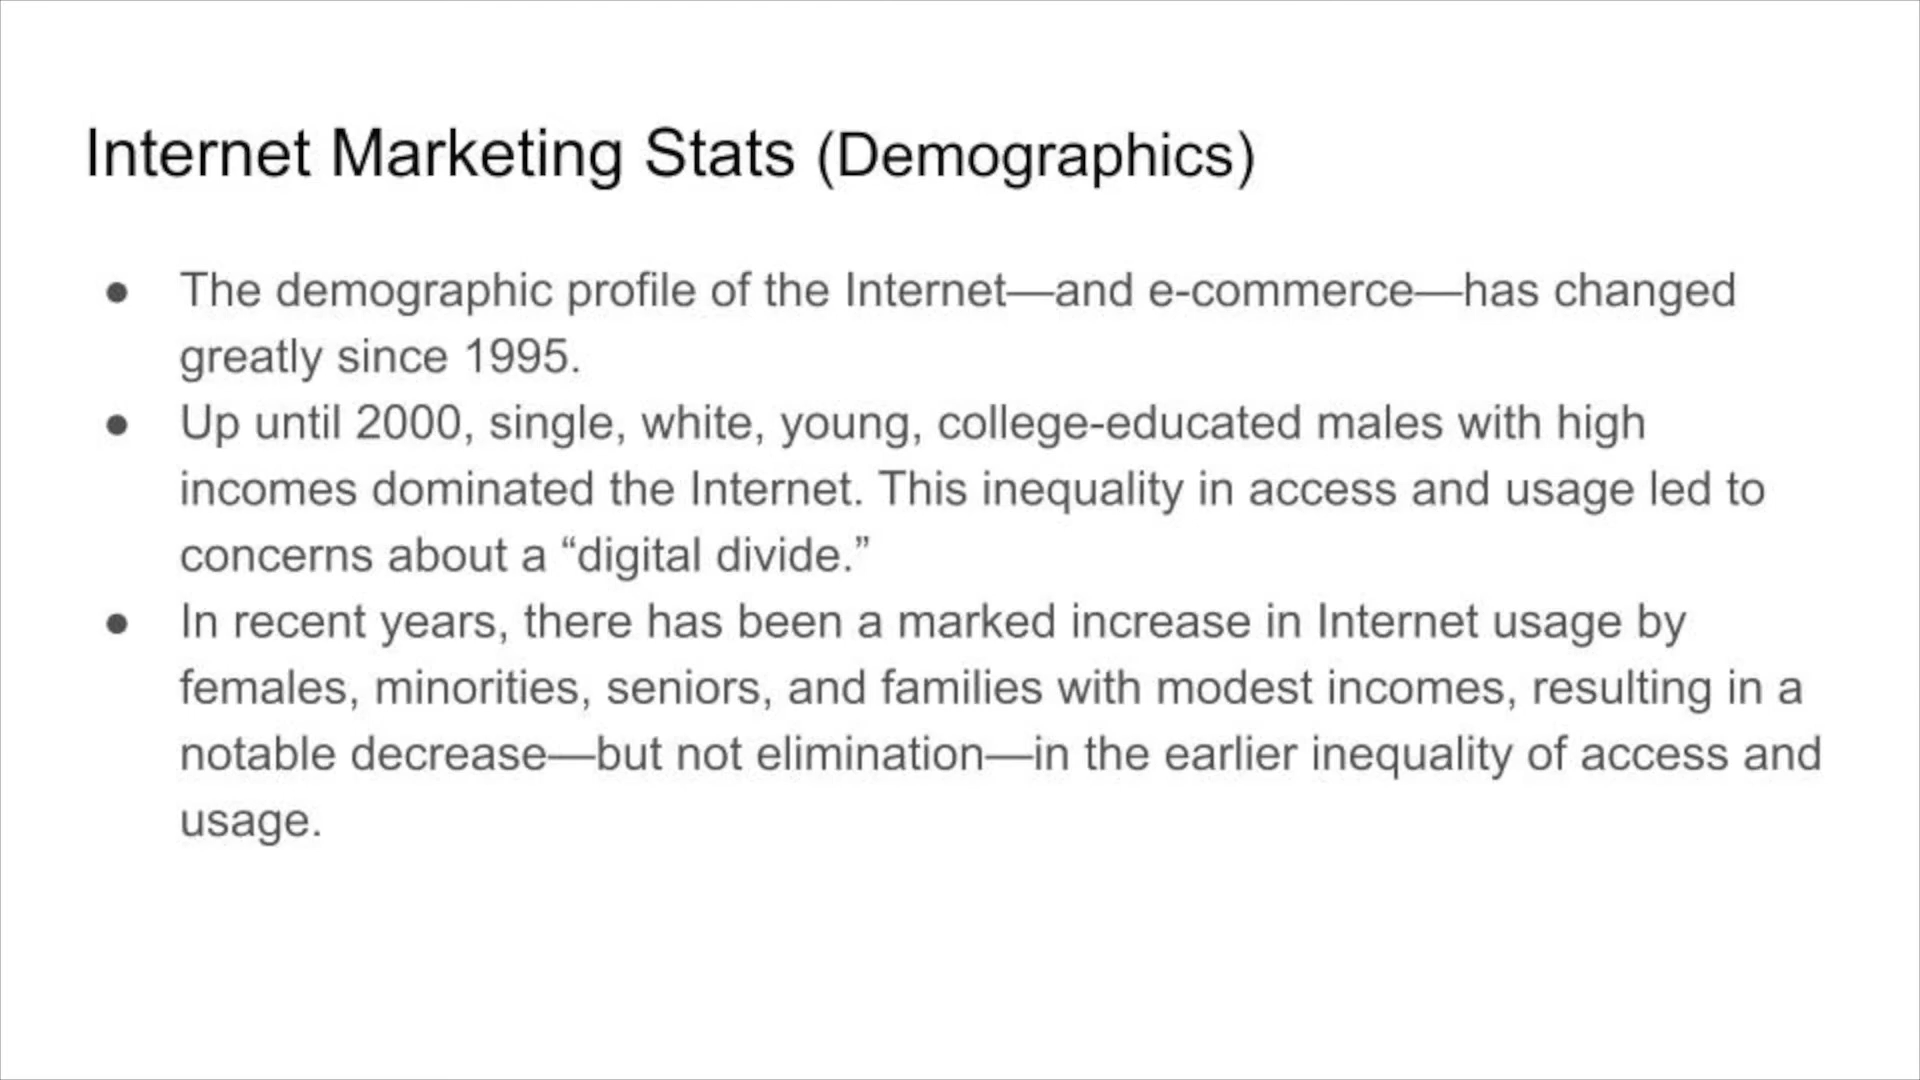 Internet Marketing Stats (Demographics)
● The demographic profile of the Internet—and e-commerce—has changed
greatly since 1995.
● Up until 2000, single, white, young, college-educated males with high
incomes dominated the Internet. This inequality in access and usage led to
concerns about a “digital divide.”
● In recent years, there has been a marked increase in Internet usage by
females, minorities, seniors, and families with modest incomes, resulting in a
notable decrease—but not elimination—in the earlier inequality of access and
usage.